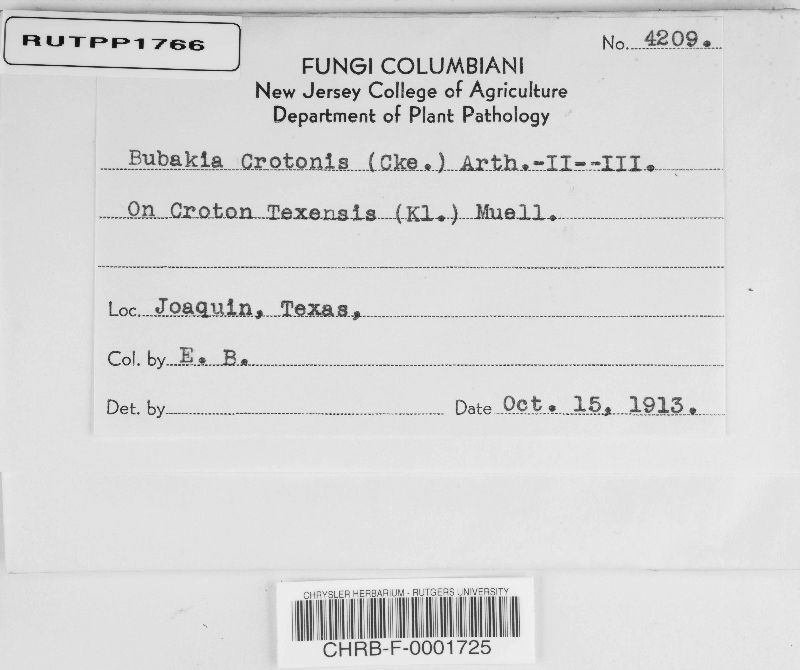 RUTPP1766
No. 4209.
FUNGI COLUMBIANI
New Jersey College of Agriculture
Department of Plant Pathology
Bubakia Crotonis (Cke.) Arth.-II--III.
On Croton Texensis (Kl.) Muell.
Loc. Joaquin, Texas,
Col. by E. B.
Det. by
Date Oct. 15, 1913.
CHRYSLER HERBARIUM - RUTGERS UNIVERSITY
CHRB-F-0001725